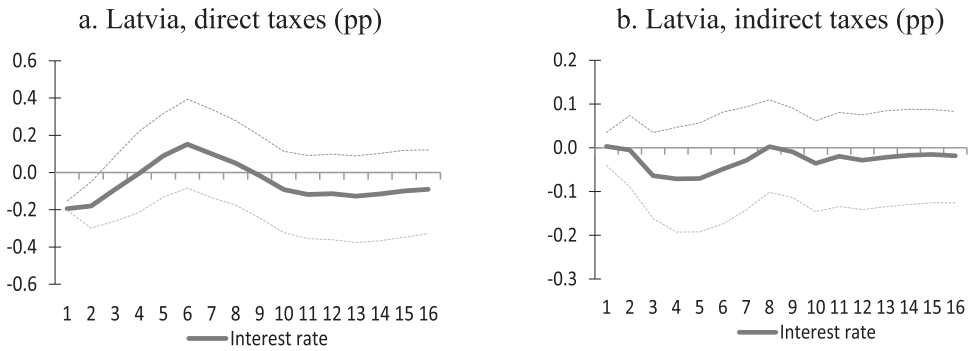 a. Latvia, direct taxes (pp)
0.6
0.4
0.2
0.0
-0.2
-0.4
-0.6
1 2 3 4 5 6 7 8 9 10 11 12 13 14 15 16
Interest rate
b. Latvia, indirect taxes (pp)
0.2
0.1
0.0
-0.1
-0.2
-0.3
1 2 3 4 5 6 7 8 9 10 11 12 13 14 15 16
Interest rate